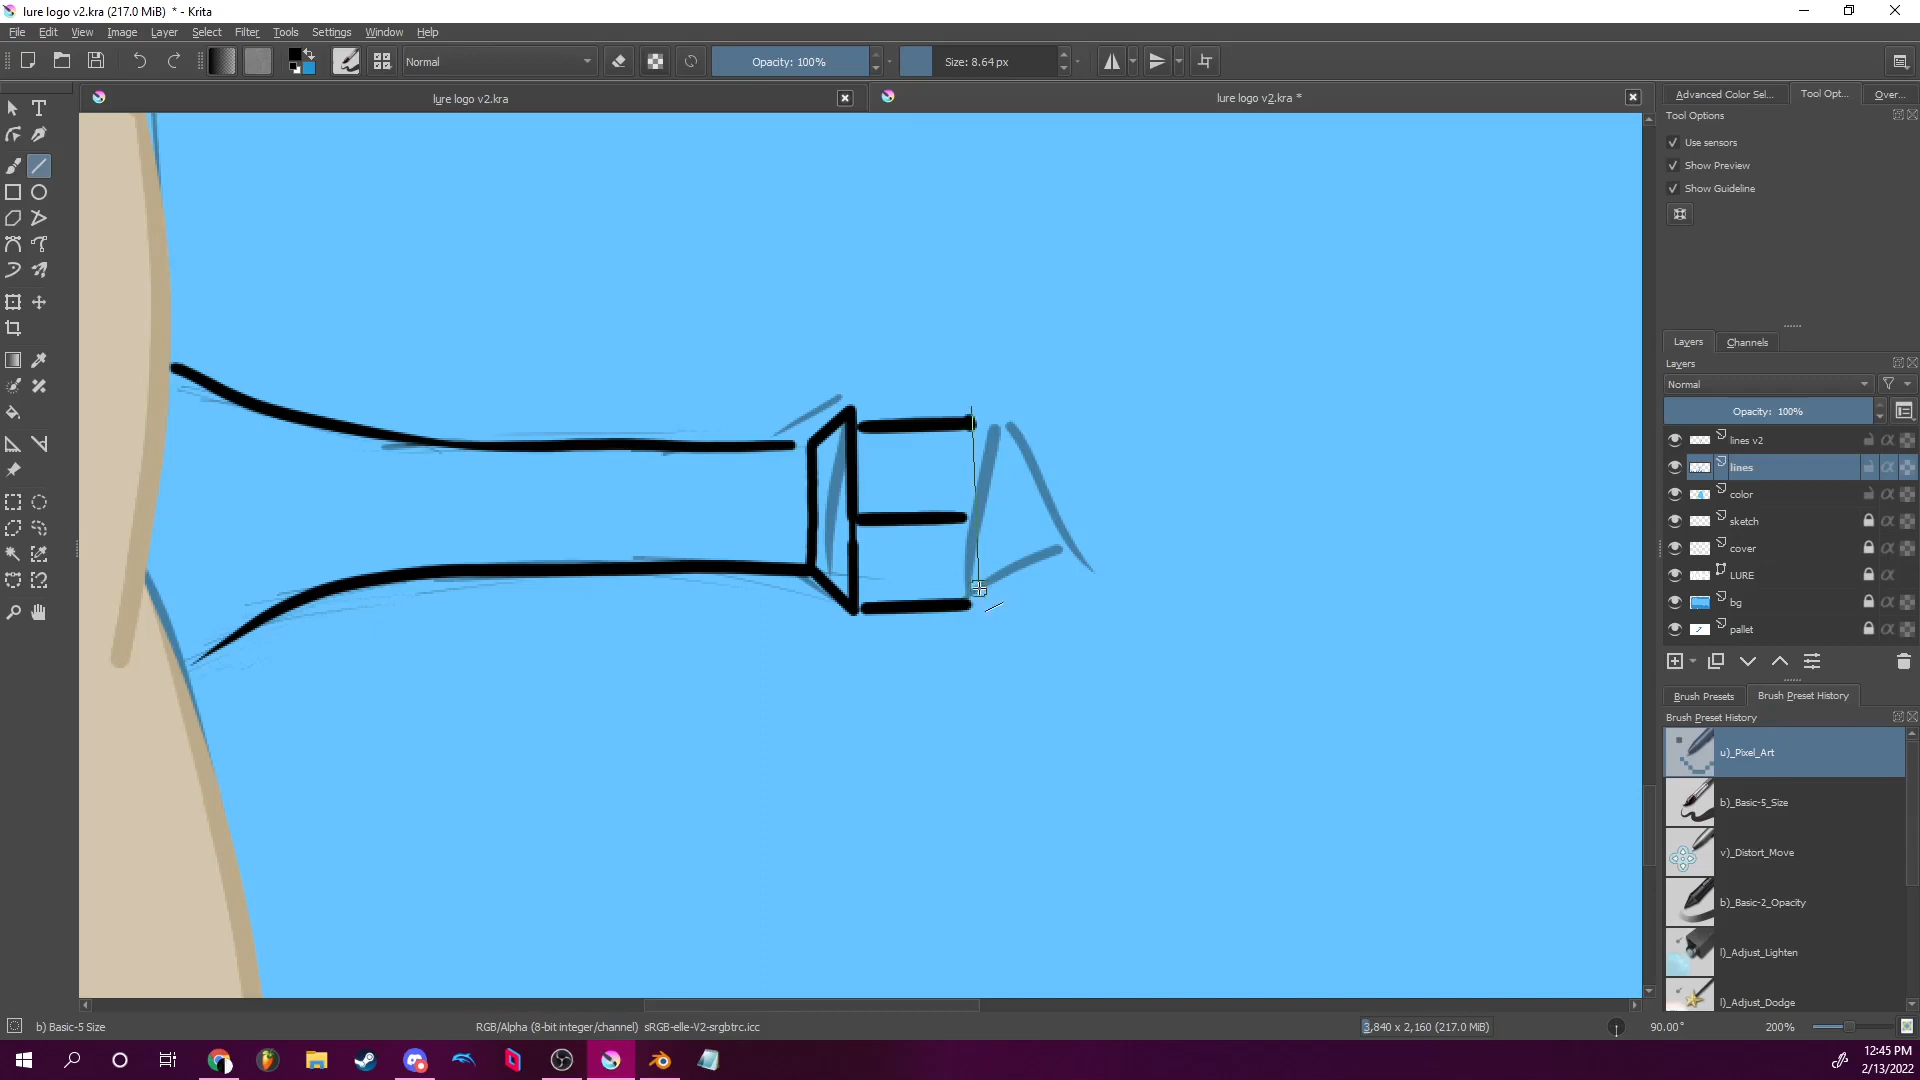 lure logo v2.kra (217.0 MiB) * - Krita
File Edit View Image Layer Select Filter Tools Settings Window Help
Normal Opacity: 100% Size: 8.64 px
lure logo v2.kra lure logo v2.kra *
Advanced Color Sel... Tool Opt... Over...
Tool Options
Use sensors
Show Preview
Show Guideline
Layers Channels
Layers
Normal
Opacity: 100%
lines v2
lines
color
sketch
cover
LURE
bg
pallet
Brush Presets Brush Preset History
Brush Preset History
u)_Pixel_Art
b)_Basic-5_Size
v)_Distort_Move
b)_Basic-2_Opacity
l)_Adjust_Lighten
l)_Adjust_Dodge
b) Basic-5 Size RGB/Alpha (8-bit integer/channel) sRGB-elle-V2-srgbtrc.icc 3,840 x 2,160 (217.0 MiB) 90.00° 200%
12:45 PM
2/13/2022